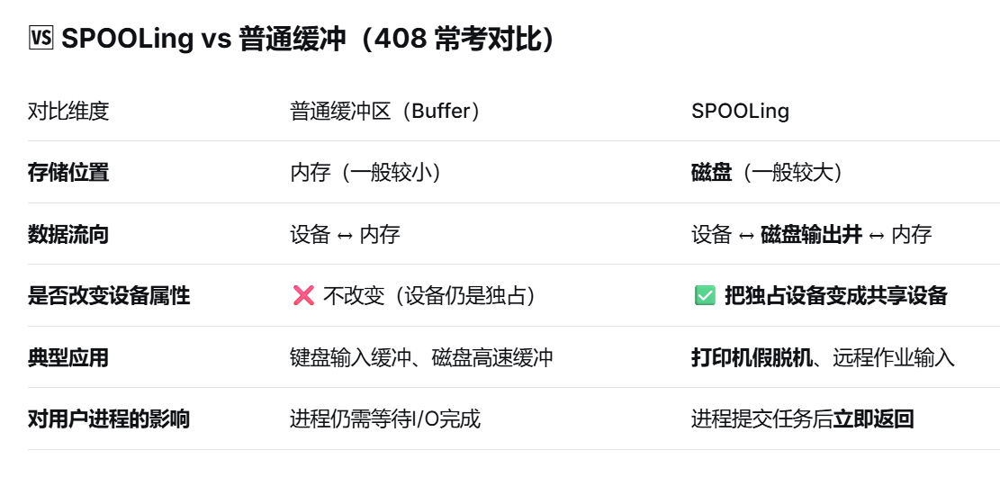 🆚 SPOOLing vs 普通缓冲（408 常考对比）
对比维度 普通缓冲区（Buffer） SPOOLing
存储位置 内存（一般较小） 磁盘（一般较大）
数据流向 设备 ↔ 内存 设备 ↔ 磁盘输出井 ↔ 内存
是否改变设备属性 ❌ 不改变（设备仍是独占） ✅ 把独占设备变成共享设备
典型应用 键盘输入缓冲、磁盘高速缓冲 打印机假脱机、远程作业输入
对用户进程的影响 进程仍需等待I/O完成 进程提交任务后立即返回